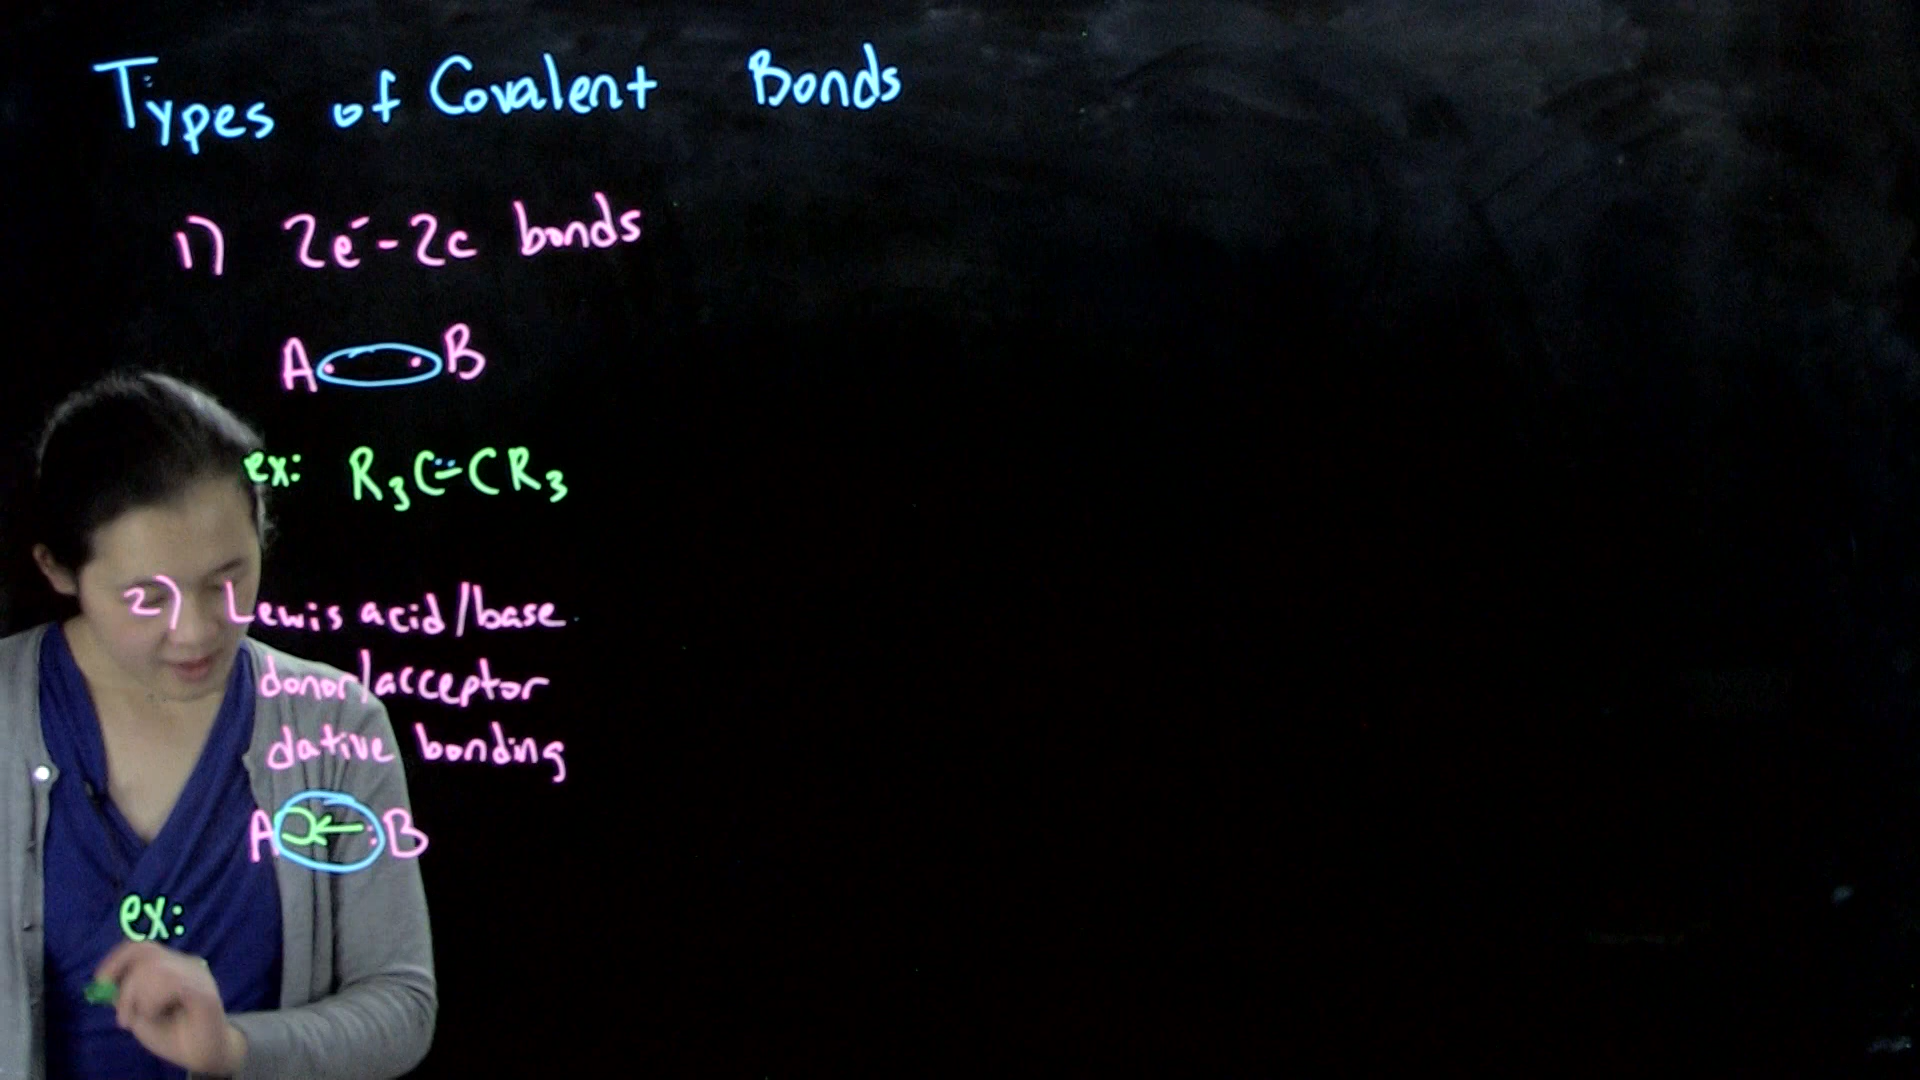 Types of Covalent Bonds
1) 2e⁻-2c bonds
A B
ex: R₃C-CR₃
2) Lewis acid/base
donor/acceptor
dative bonding
A ← :B
ex: